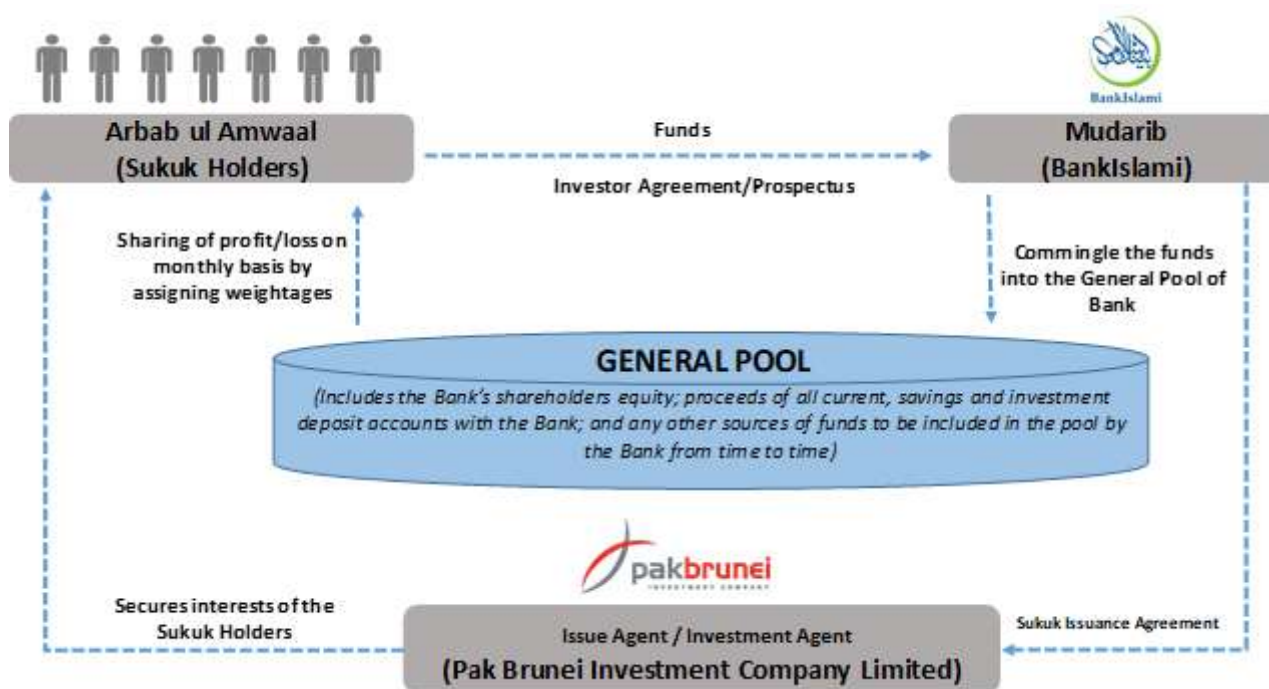 BankIslami
Arbab ul Amwaal
(Sukuk Holders)
Funds
Investor Agreement/Prospectus
Mudarib
(BankIslami)
Sharing of profit/loss on
monthly basis by
assigning weightages
Commingle the funds
into the General Pool of
Bank
GENERAL POOL
(Includes the Bank's shareholders equity; proceeds of all current, savings and investment
deposit accounts with the Bank; and any other sources of funds to be included in the pool by
the Bank from time to time)
pakbrunei
INVESTMENT COMPANY
Secures interests of the
Sukuk Holders
Issue Agent / Investment Agent
(Pak Brunei Investment Company Limited)
Sukuk Issuance Agreement